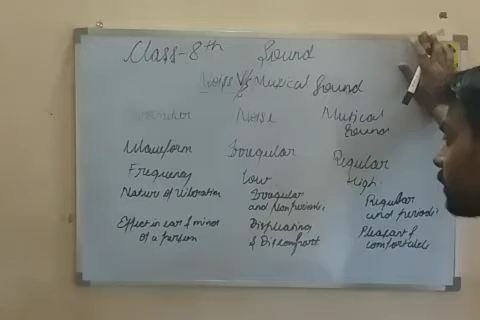 Class-8th Sound
Noise Vs Musical Sound
Noise Musical
Sound
Waveform Irregular Regular
Frequency Low High.
Nature of Vibration Irregular
and Nonperiodic
Regular
and periodic
Effect in ear & mind
of a person
Displeasing
& Discomfort
Pleasant &
comfortable